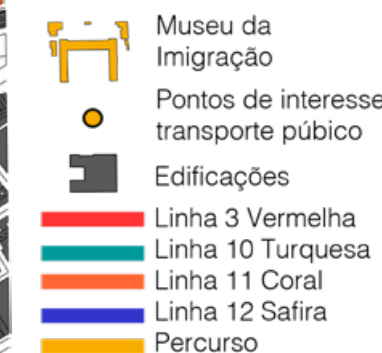 Museu da
Imigração
Pontos de interesse
transporte púbico
Edificações
Linha 3 Vermelha
Linha 10 Turquesa
Linha 11 Coral
Linha 12 Safira
Percurso